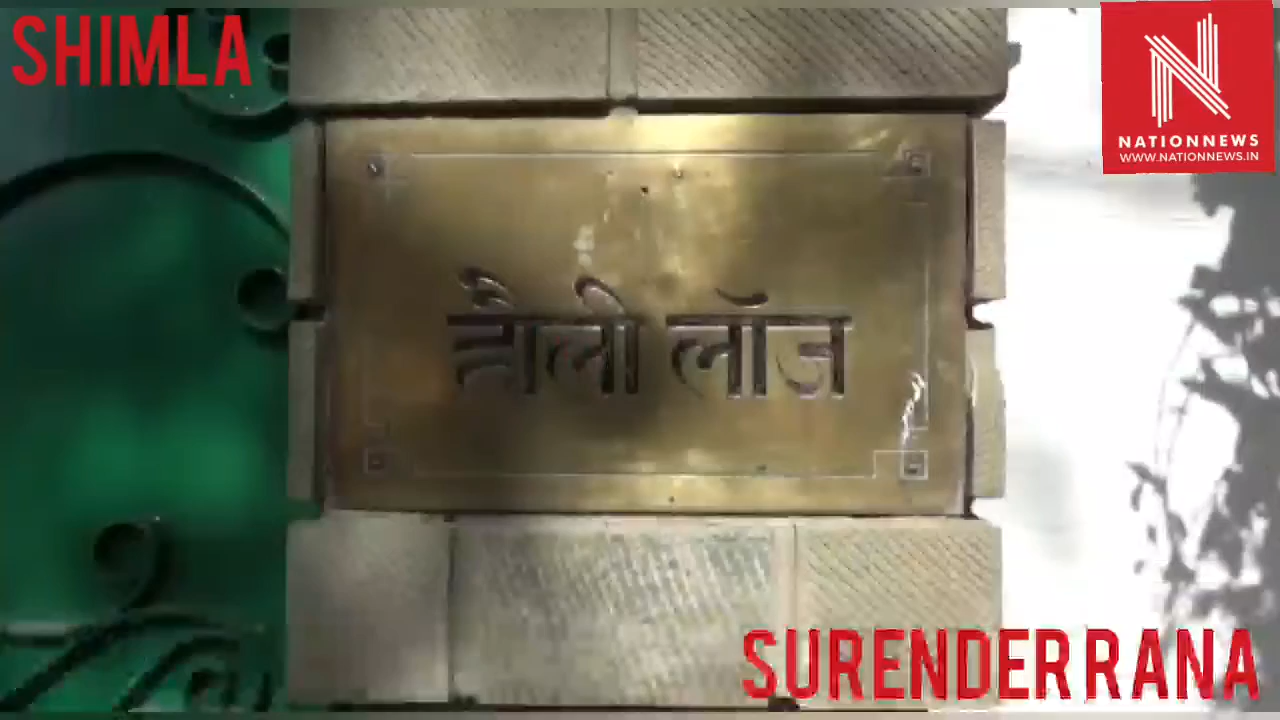 SHIMLA
NATIONNEWS
WWW.NATIONNEWS.IN
हॉली लॉज
SURENDER RANA